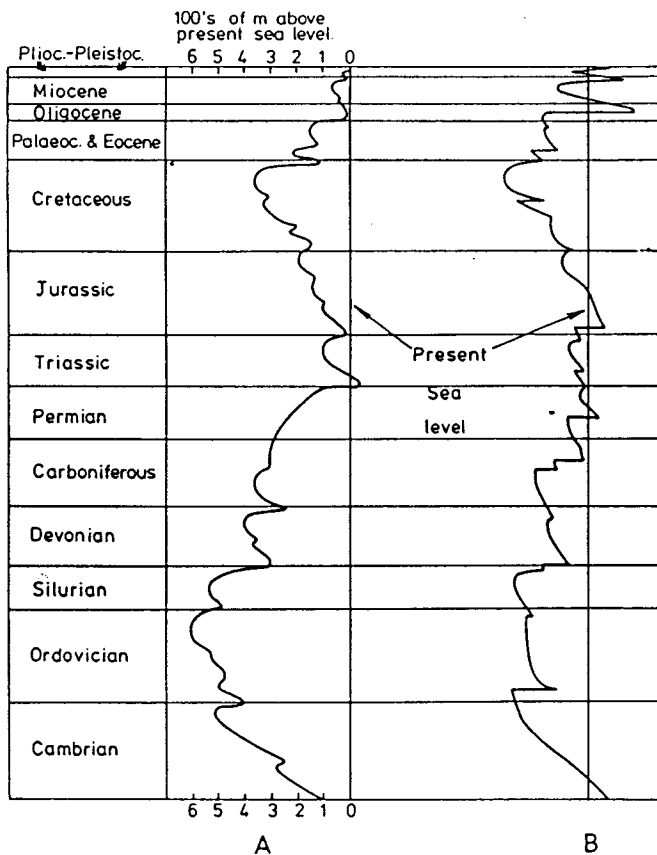 100's of m above
present sea level.
Plioc.-Pleistoc. 6 5 4 3 2 1 0 B
Miocene
Oligocene
Palaeoc. & Eocene
Cretaceous
Jurassic
Present
Triassic
Sea
Permian
level
Carboniferous
Devonian
Silurian
Ordovician
Cambrian
6 5 4 3 2 1 0
A B